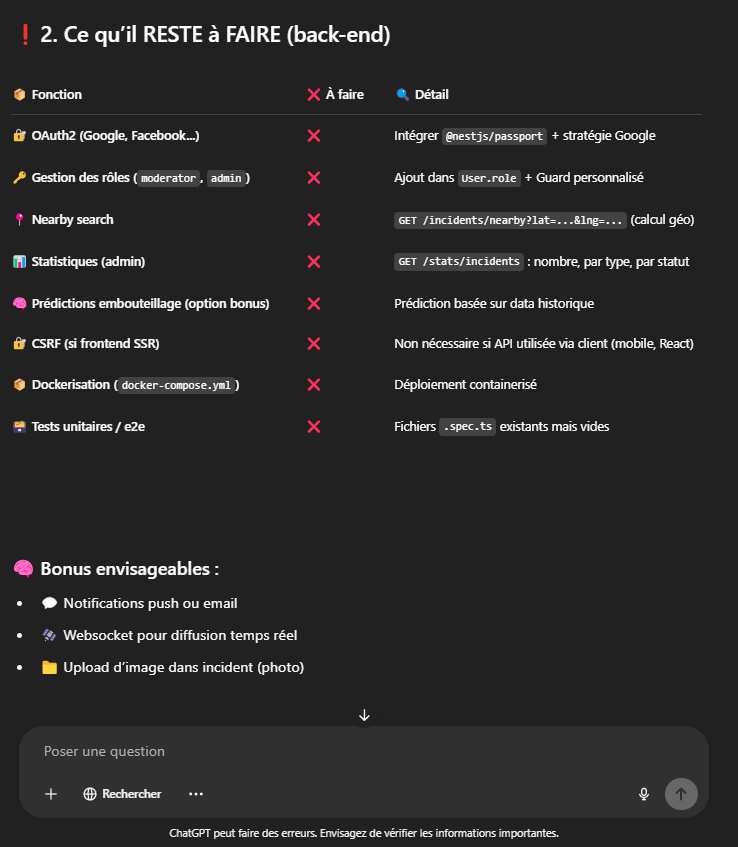 ❗ 2. Ce qu’il RESTE à FAIRE (back-end)
📦 Fonction ❌ À faire 🔍 Détail
🔐 OAuth2 (Google, Facebook...) ❌ Intégrer @nestjs/passport + stratégie Google
🔑 Gestion des rôles (moderator, admin) ❌ Ajout dans User.role + Guard personnalisé
📍 Nearby search ❌ GET /incidents/nearby?lat=...&lng=... (calcul géo)
📊 Statistiques (admin) ❌ GET /stats/incidents : nombre, par type, par statut
🧠 Prédictions embouteillage (option bonus) ❌ Prédiction basée sur data historique
🔐 CSRF (si frontend SSR) ❌ Non nécessaire si API utilisée via client (mobile, React)
📦 Dockerisation (docker-compose.yml) ❌ Déploiement containerisé
🗃 Tests unitaires / e2e ❌ Fichiers .spec.ts existants mais vides
🧠 Bonus envisageables :
• 💬 Notifications push ou email
• 🛰 Websocket pour diffusion temps réel
• 📁 Upload d’image dans incident (photo)
Poser une question
Rechercher
ChatGPT peut faire des erreurs. Envisagez de vérifier les informations importantes.